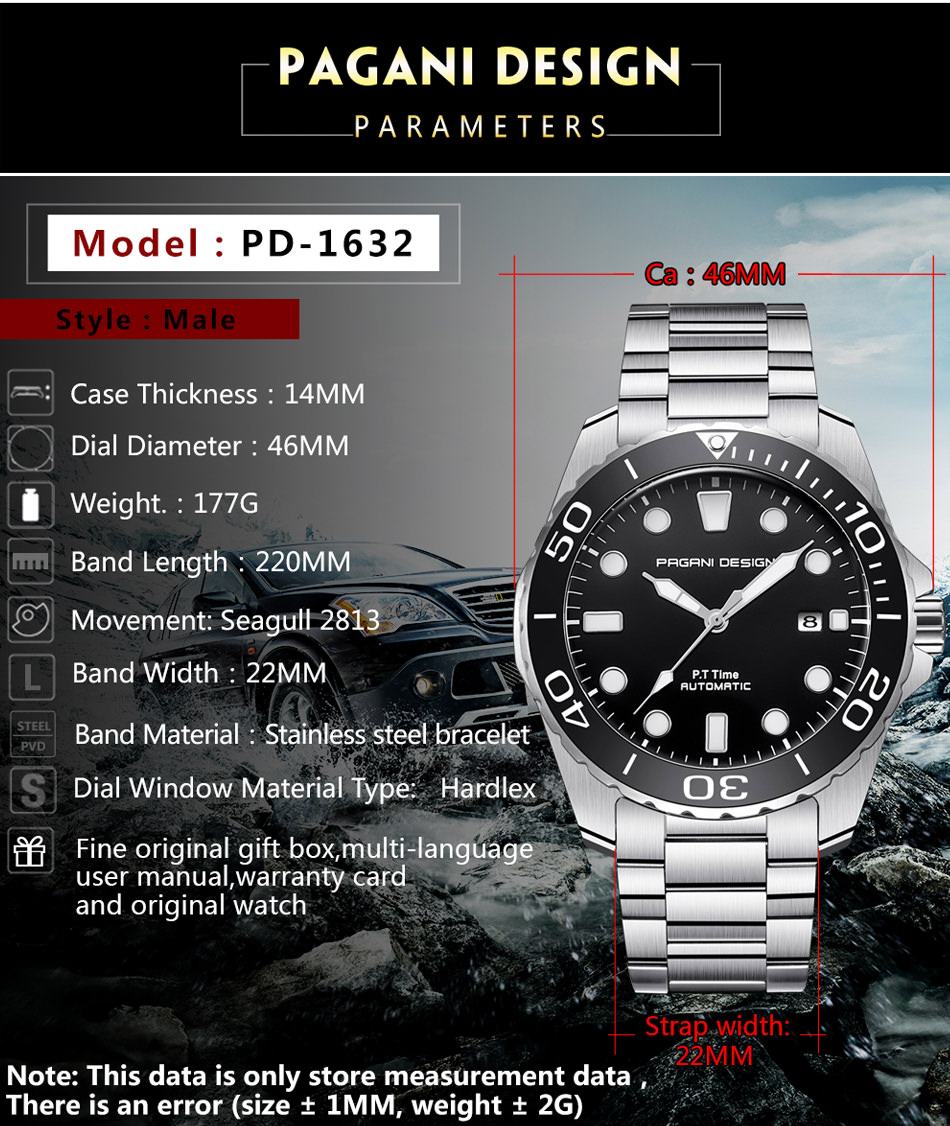 PAGANI DESIGN
PARAMETERS
Model : PD-1632
Style : Male
Ca : 46MM
Case Thickness : 14MM
Dial Diameter : 46MM
Weight. : 177G
mm
Band Length : 220MM
Movement: Seagull 2813
L
Band Width : 22MM
STEEL
PVD
Band Material : Stainless steel bracelet
S
Dial Window Material Type: Hardlex
Fine original gift box,multi-language
user manual,warranty card
and original watch
50
10
PAGANI DESIGN
8
P.T Time
AUTOMATIC
40
20
30
Strap width:
22MM
Note: This data is only store measurement data ,
There is an error (size ± 1MM, weight ± 2G)